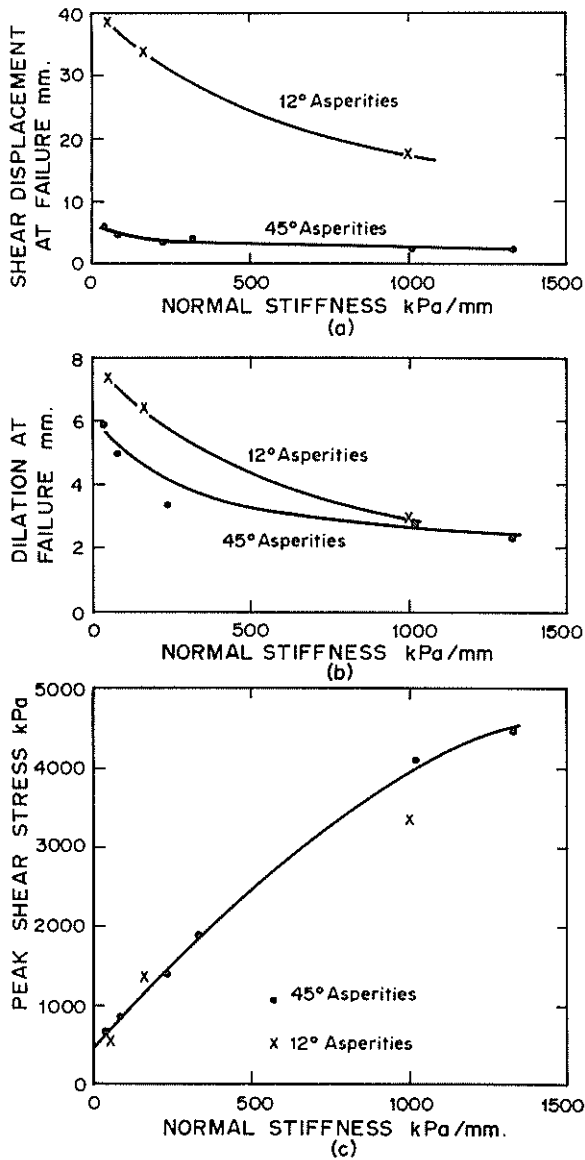 SHEAR DISPLACEMENT
AT FAILURE mm.
40
30
20
10
0
12° Asperities
45° Asperities
0
500
1000
1500
NORMAL STIFFNESS kPa/mm
(a)
DILATION AT
FAILURE mm.
8
6
4
2
0
12° Asperities
45° Asperities
0
500
1000
1500
NORMAL STIFFNESS kPa/mm
(b)
PEAK SHEAR STRESS kPa
5000
4000
3000
2000
1000
0
45° Asperities
12° Asperities
0
500
1000
1500
NORMAL STIFFNESS kPa/mm.
(c)